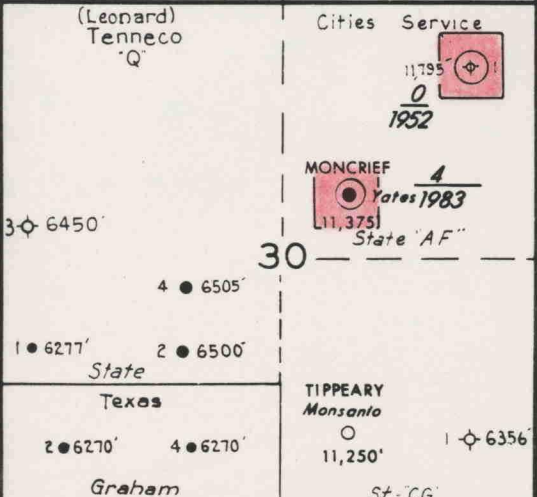 (Leonard)
Tenneco
"Q"
3 6450'
4 6505'
1 6277'
2 6500'
State
Texas
2 6270'
4 6270'
Graham
Cities Service
11,795' 1
0
1952
MONCRIEF
Yates
4
1983
11,375'
State "AF"
30
TIPPEARY
Monsanto
11,250'
1 6356'
St. "CG"